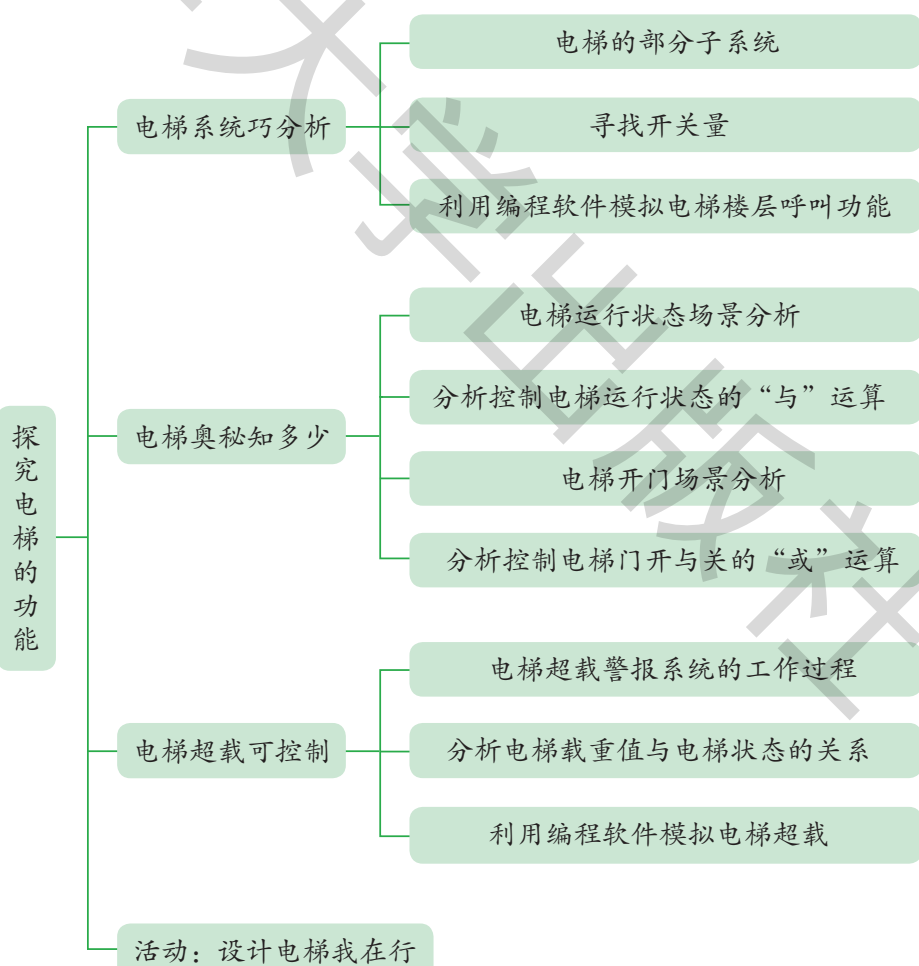 探究电梯的功能
电梯系统巧分析
电梯的部分子系统
寻找开关量
利用编程软件模拟电梯楼层呼叫功能
电梯奥秘知多少
电梯运行状态场景分析
分析控制电梯运行状态的“与”运算
电梯开门场景分析
分析控制电梯门开与关的“或”运算
电梯超载可控制
电梯超载警报系统的工作过程
分析电梯载重值与电梯状态的关系
利用编程软件模拟电梯超载
活动：设计电梯我在行
大学出版社